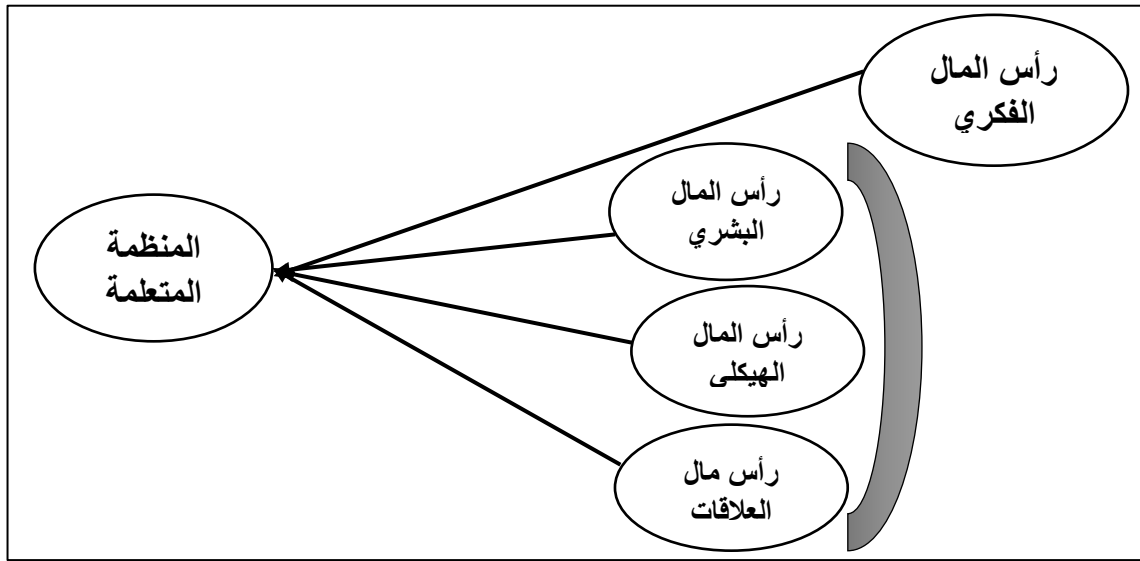 رأس المال
الفكري
رأس المال
البشري
المنظمة
المتعلمة
رأس المال
الهيكلى
رأس مال
العلاقات